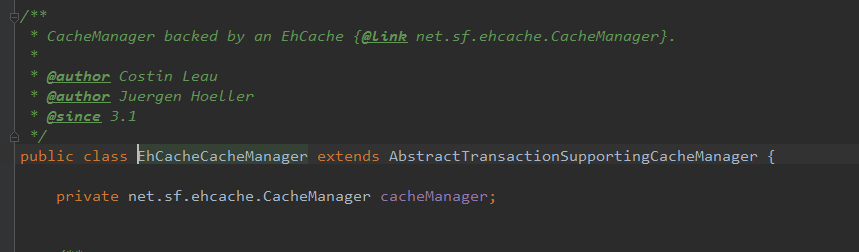 /**
* CacheManager backed by an EhCache {@link net.sf.ehcache.CacheManager}.
*
* @author Costin Leau
* @author Juergen Hoeller
* @since 3.1
*/
public class EhCacheCacheManager extends AbstractTransactionSupportingCacheManager {
private net.sf.ehcache.CacheManager cacheManager;